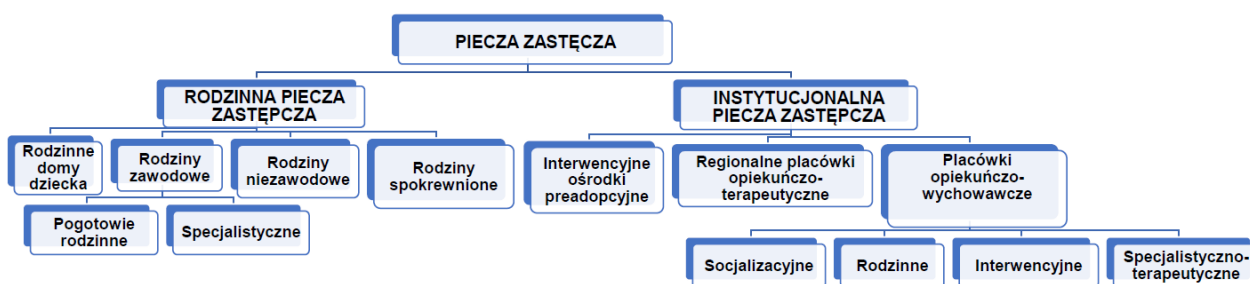 PIECZA ZASTĘCZA
RODZINNA PIECZA
ZASTĘPCZA
INSTYTUCJONALNA
PIECZA ZASTĘPCZA
Rodzinne
domy
dziecka
Rodziny
zawodowe
Rodziny
niezawodowe
Rodziny
spokrewnione
Interwencyjne
ośrodki
preadopcyjne
Regionalne placówki
opiekuńczo-
terapeutyczne
Placówki
opiekuńczo-
wychowawcze
Pogotowie
rodzinne
Specjalistyczne
Socjalizacyjne
Rodzinne
Interwencyjne
Specjalistyczno-
terapeutyczne